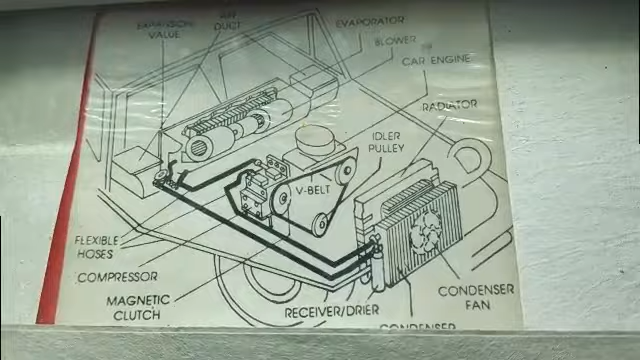 EXPANSION
VALVE
AIR
DUCT
EVAPORATOR
BLOWER
CAR ENGINE
RADIATOR
IDLER
PULLEY
V-BELT
FLEXIBLE
HOSES
COMPRESSOR
MAGNETIC
CLUTCH
RECEIVER/DRIER
CONDENSER
FAN
CONDENSER